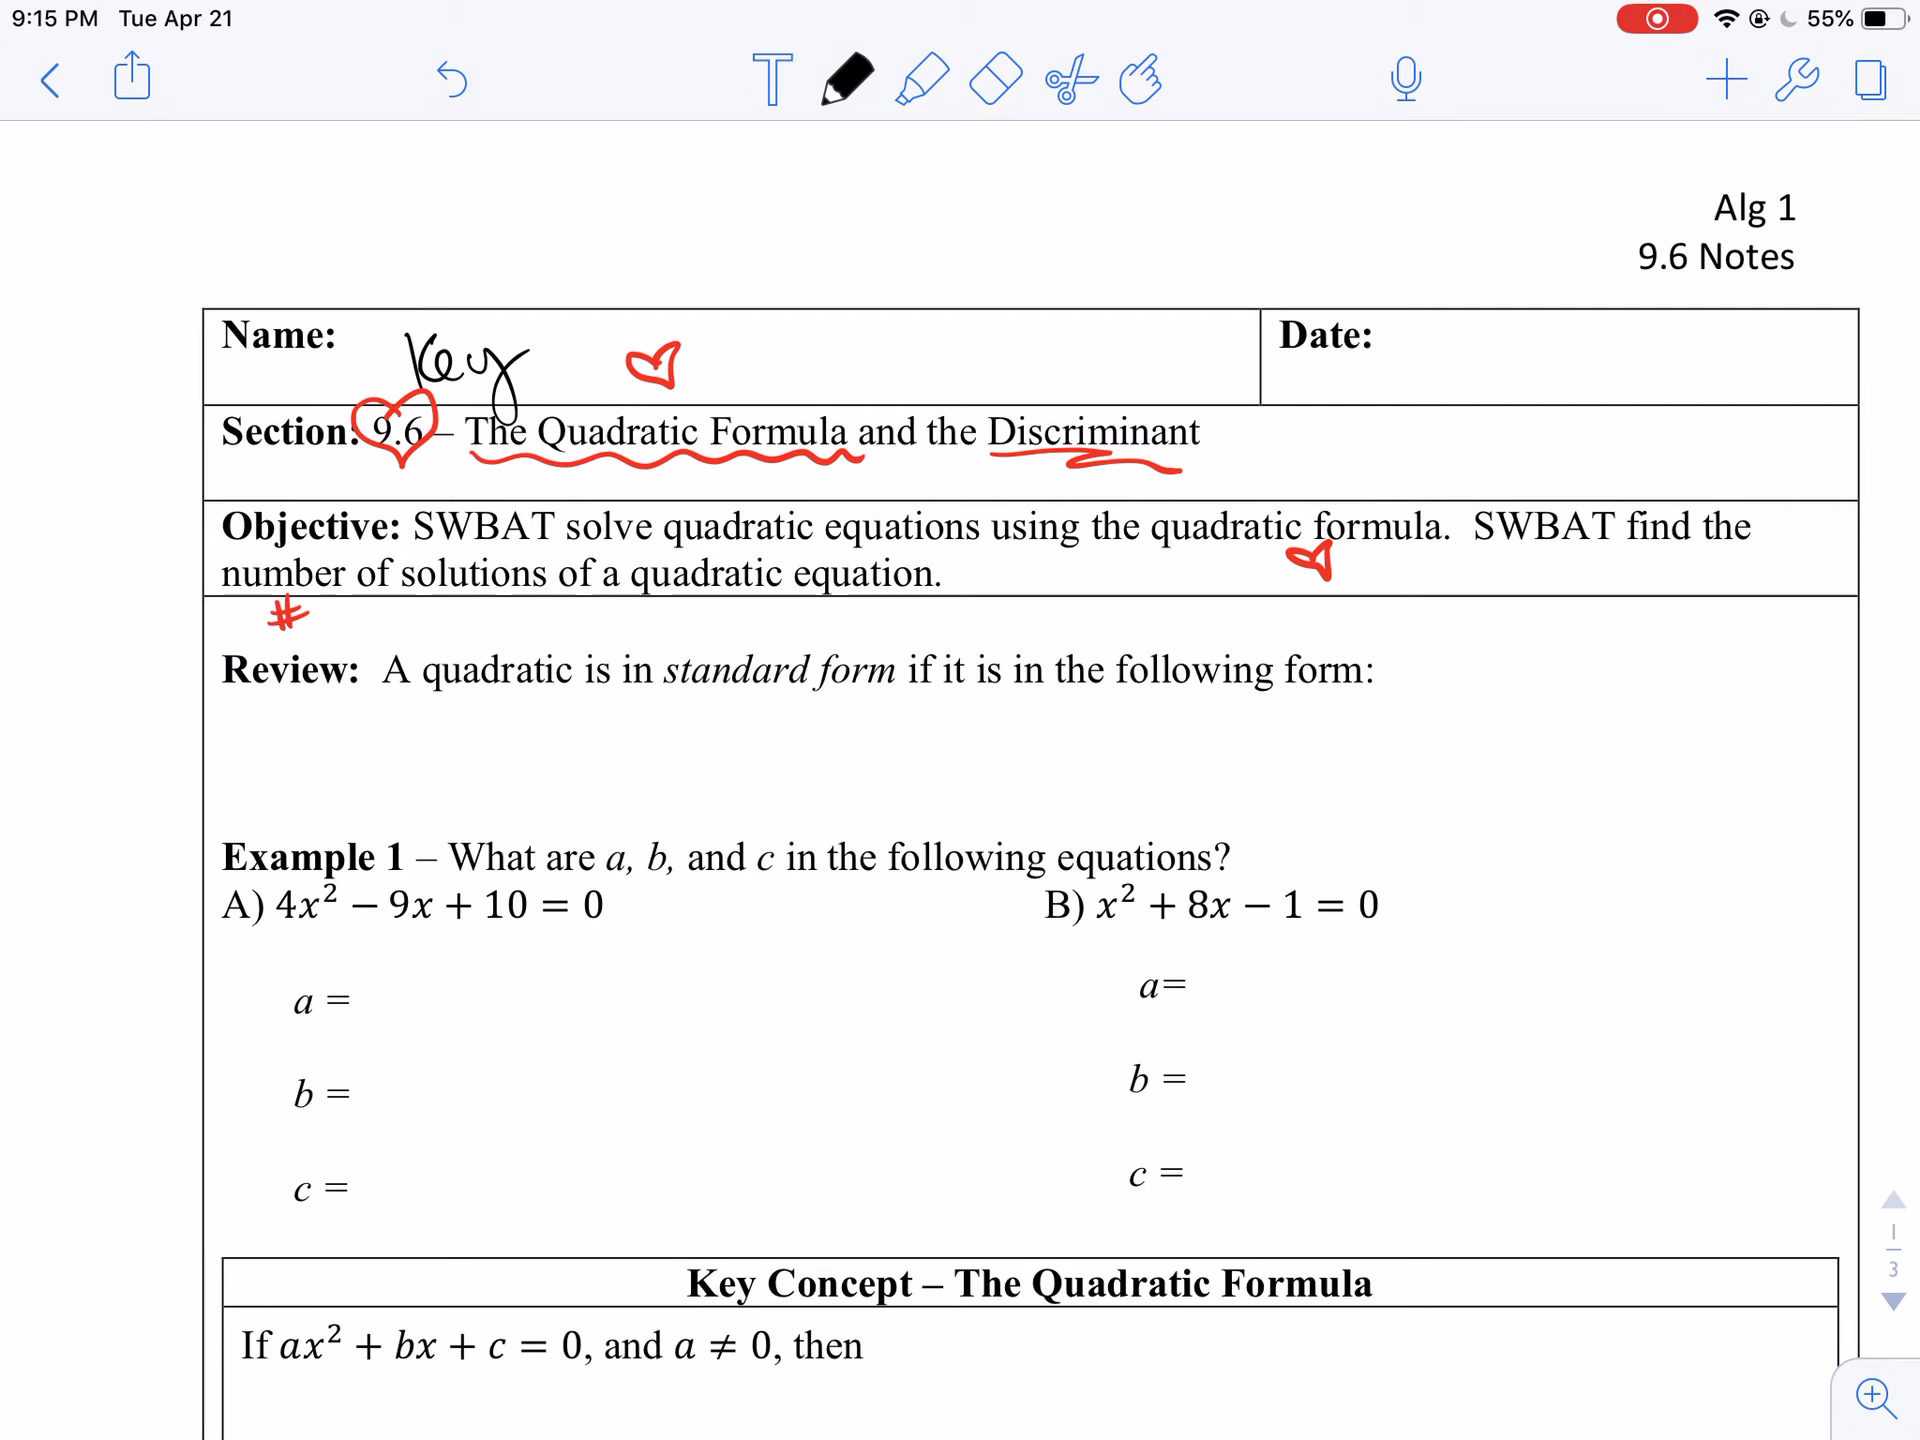 9:15 PM Tue Apr 21
55%
T
Alg 1
9.6 Notes
Name: Key
Date:
Section: 9.6 – The Quadratic Formula and the Discriminant
Objective: SWBAT solve quadratic equations using the quadratic formula. SWBAT find the
number of solutions of a quadratic equation.
#
Review: A quadratic is in standard form if it is in the following form:
Example 1 – What are a, b, and c in the following equations?
A) 4x² − 9x + 10 = 0
B) x² + 8x − 1 = 0
a =
a=
b =
b =
c =
c =
1
3
Key Concept – The Quadratic Formula
If ax² + bx + c = 0, and a ≠ 0, then